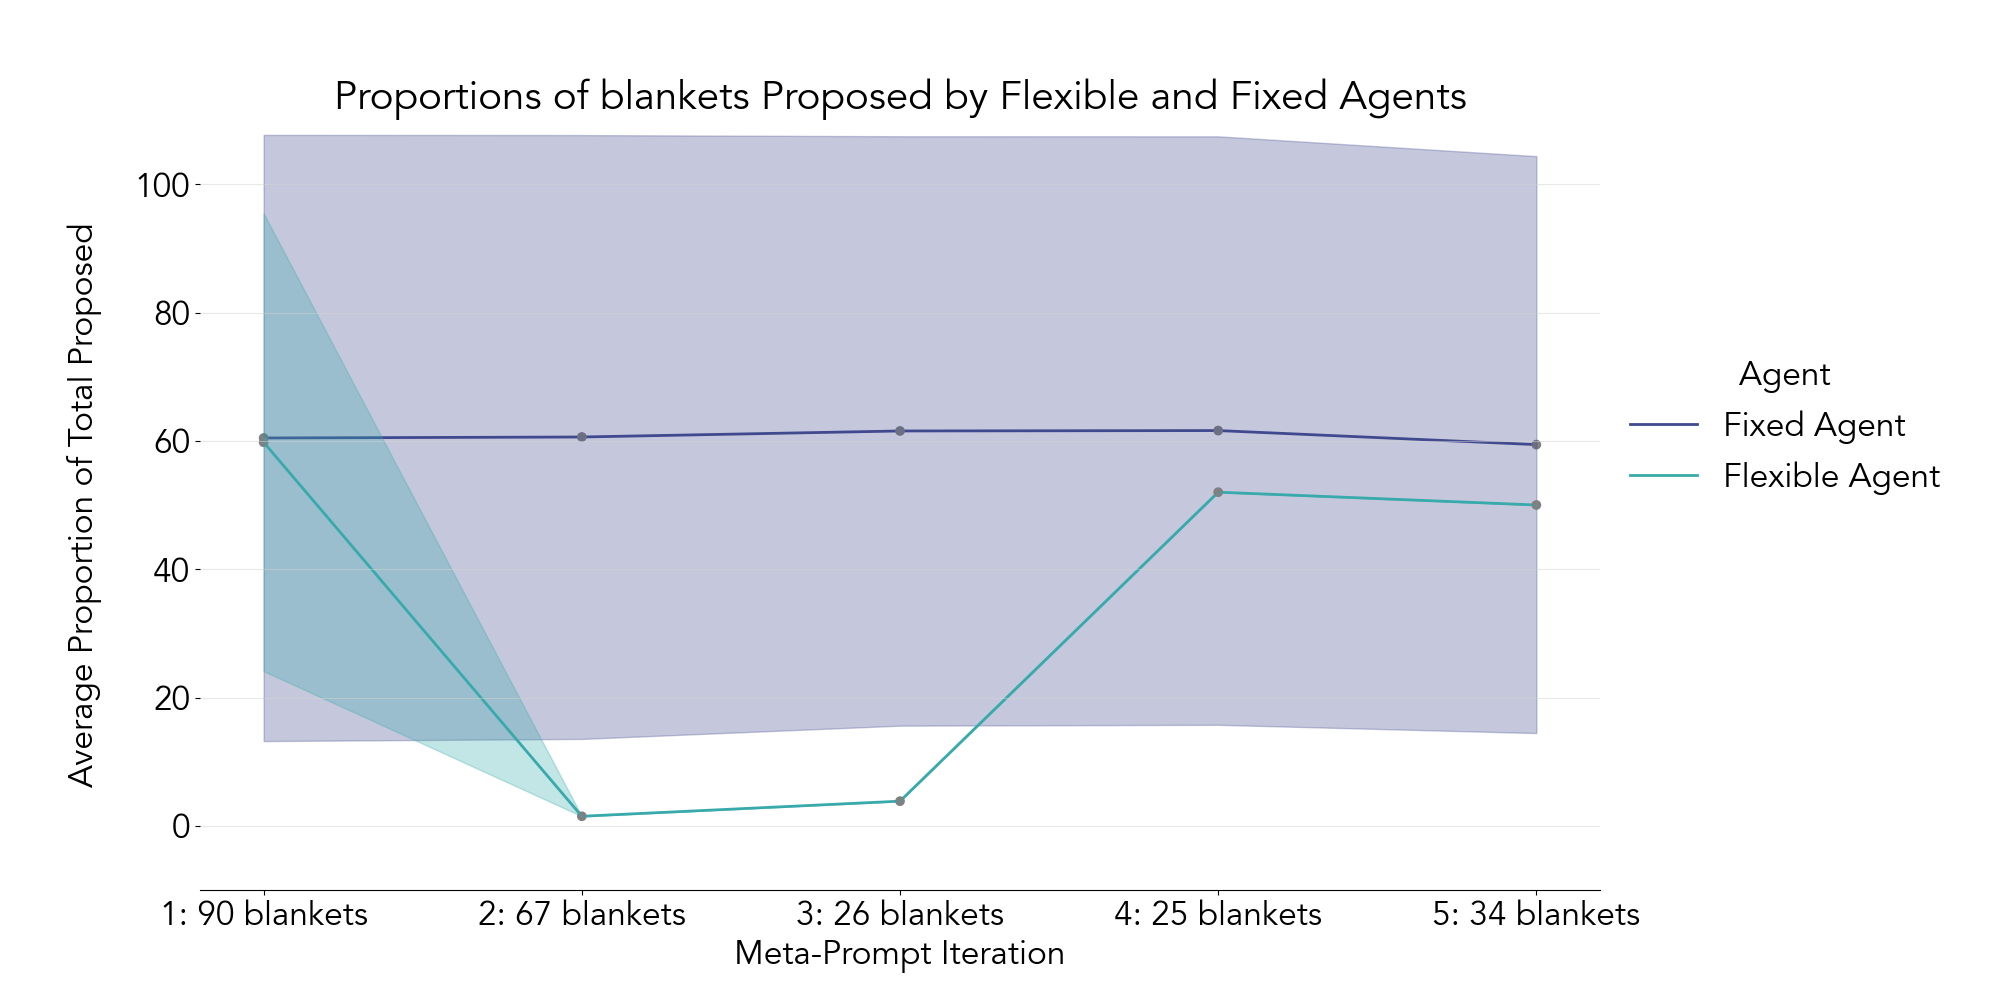 Proportions of blankets Proposed by Flexible and Fixed Agents
Average Proportion of Total Proposed
100
80
60
40
20
0
1: 90 blankets
2: 67 blankets
3: 26 blankets
4: 25 blankets
5: 34 blankets
Meta-Prompt Iteration
Agent
Fixed Agent
Flexible Agent